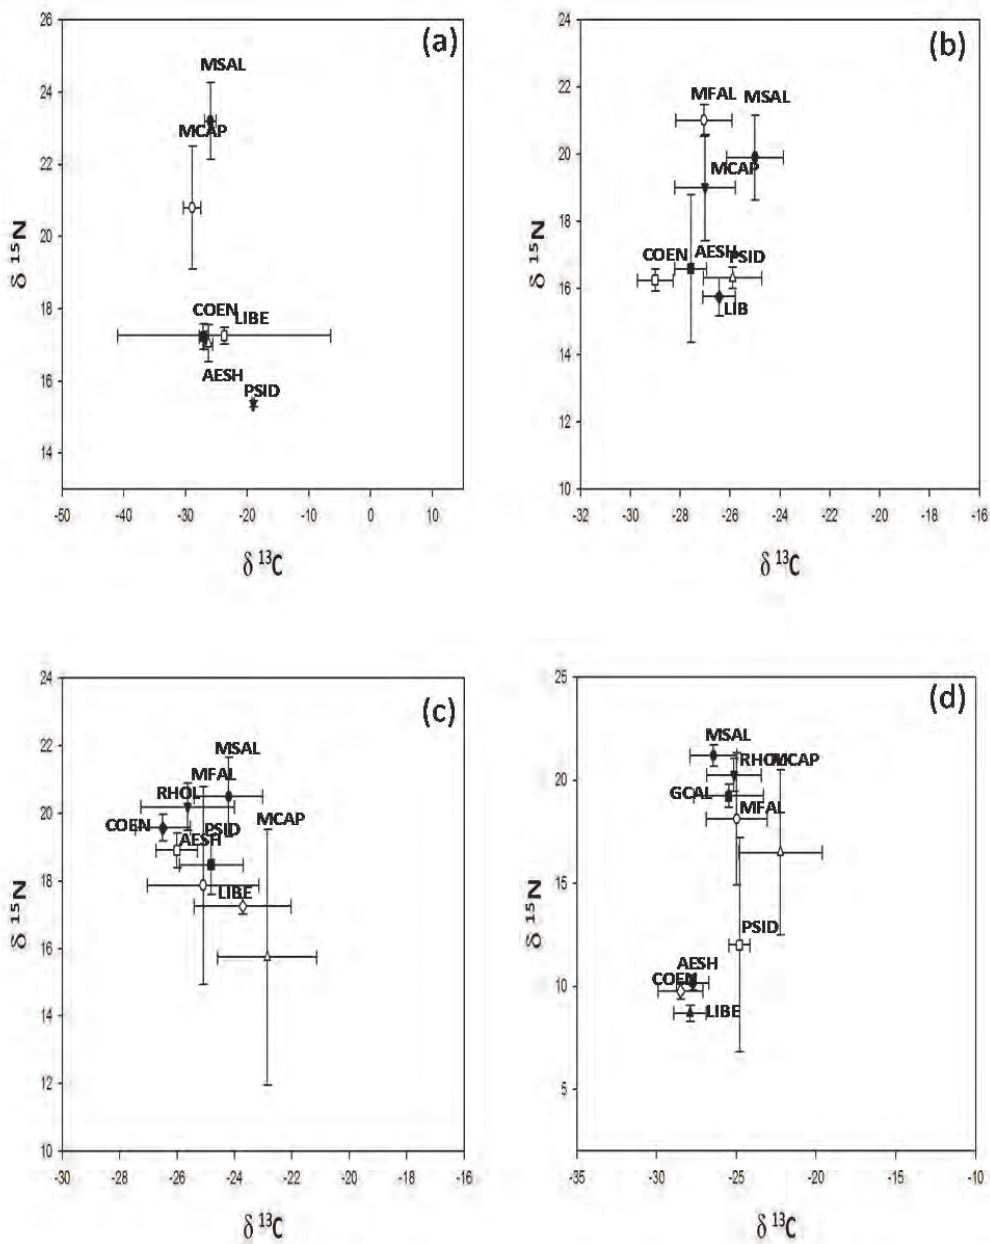 (a)
26
24
22
20
18
16
14
δ 15N
MSAL
MCAP
COEN
LIBE
AESH
PSID
-50 -40 -30 -20 -10 0 10
δ 13C
(b)
24
22
20
18
16
14
12
10
δ 15N
MFAL
MSAL
MCAP
COEN
AESH
PSID
LIB
-32 -30 -28 -26 -24 -22 -20 -18 -16
δ 13C
(c)
24
22
20
18
16
14
12
10
δ 15N
MSAL
MFAL
RHOL
COEN
PSID
AESH
MCAP
LIBE
-30 -28 -26 -24 -22 -20 -18 -16
δ 13C
(d)
25
20
15
10
5
δ 15N
MSAL
RHOL
MCAP
GCAL
MFAL
PSID
AESH
COEN
LIBE
-35 -30 -25 -20 -15 -10
δ 13C